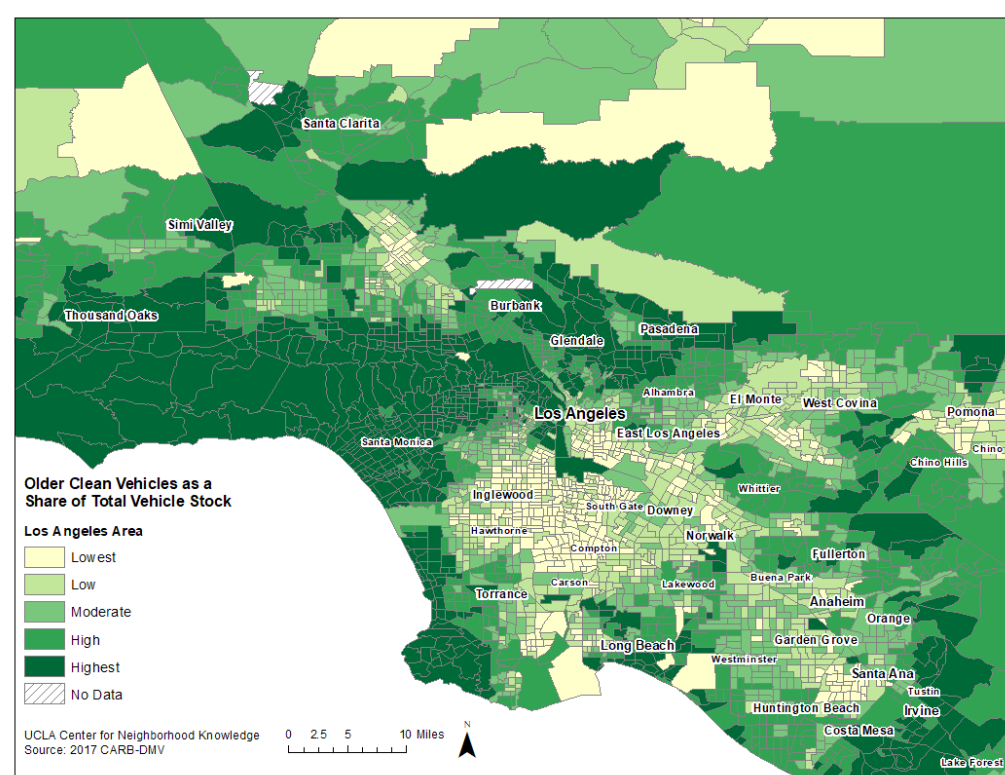 Santa Clarita
Simi Valley
Burbank
Thousand Oaks
Pasadena
Glendale
Alhambra
El Monte
West Covina
Los Angeles
Pomona
East Los Angeles
Santa Monica
Chino
Chino Hills
Older Clean Vehicles as a
Share of Total Vehicle Stock
Whittier
Inglewood
South Gate
Downey
Los Angeles Area
Hawthorne
Norwalk
Lowest
Compton
Fullerton
Low
Carson
Lakewood
Buena Park
Torrance
Anaheim
Moderate
Orange
High
Long Beach
Garden Grove
Highest
Westminster
Santa Ana
No Data
Tustin
Huntington Beach
Irvine
Costa Mesa
UCLA Center for Neighborhood Knowledge
Source: 2017 CARB-DMV
0 2.5 5 10 Miles
N
Lake Forest